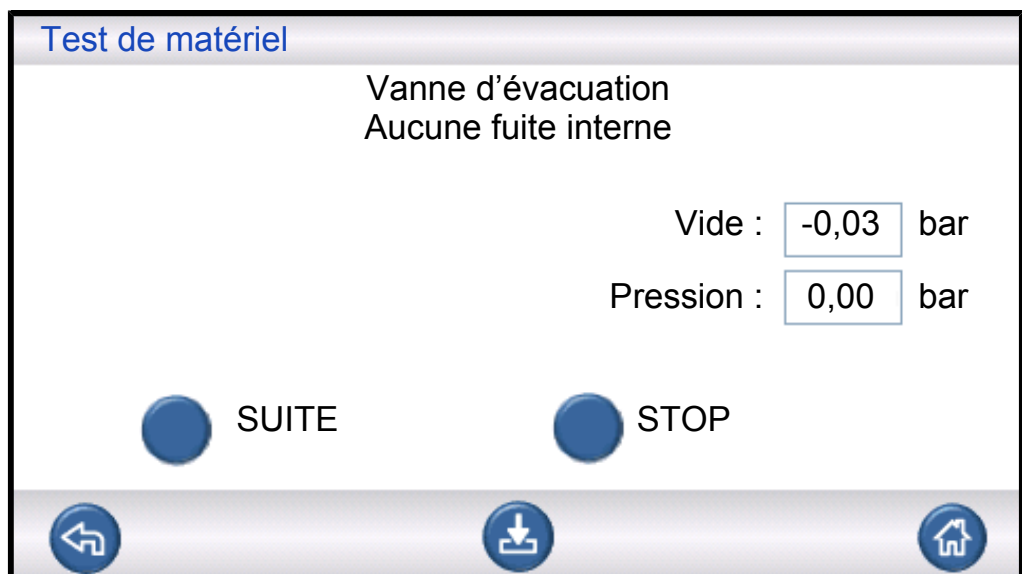 Test de matériel
Vanne d’évacuation
Aucune fuite interne
Vide : -0,03 bar
Pression : 0,00 bar
SUITE STOP